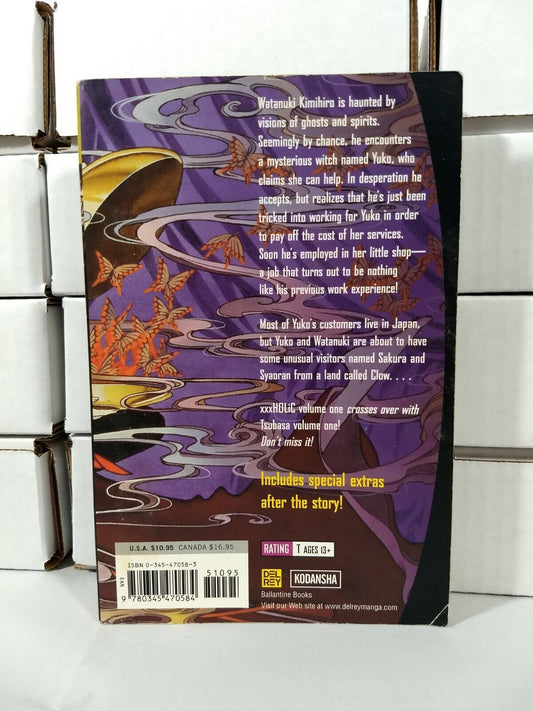 Watanuki Kimihiro is haunted by
visions of ghosts and spirits.
Seemingly by chance, he encounters
a mysterious witch named Yuko, who
claims she can help. In desperation he
accepts, but realizes that he's just been
tricked into working for Yuko in order
to pay off the cost of her services.
Soon he's employed in her little shop—
a job that turns out to be nothing
like his previous work experience!
Most of Yuko's customers live in Japan,
but Yuko and Watanuki are about to have
some unusual visitors named Sakura and
Syaoran from a land called Clow. . . .
xxxHOLiC volume one crosses over with
Tsubasa volume one!
Don't miss it!
Includes special extras
after the story!
U.S.A. $10.95 CANADA $16.95
ISBN 0-345-47058-3
51095
EAN
9 780345 470584
RATING T AGES 13+
DEL REY KODANSHA
Ballantine Books
Visit our Web site at www.delreymanga.com